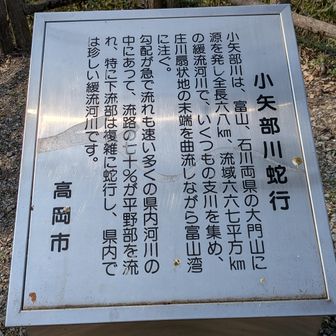 小矢部川蛇行
小矢部川は、富山、石川両県の大門山に
源を発し全長六八㎞、流域六六七平方㎞
の緩流河川で、いくつもの支川を集め、
庄川扇状地の末端を曲流しながら富山湾
に注ぐ。
勾配が急で流れも速い多くの県内河川の
中にあって、流路の七十％が平野部を流
れ、特に下流部は復雑に蛇行し、県内で
は珍しい緩流河川です。
高岡市